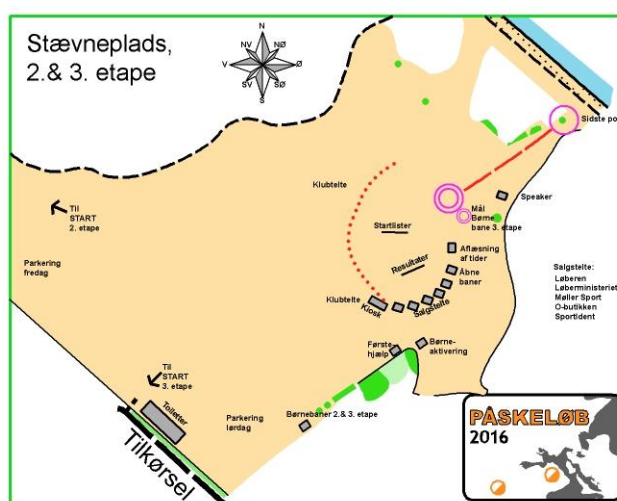 Stævneplads,
2.& 3. etape
N
NV
NØ
V
Ø
SV
SØ
S
Sidste po
Klubtelte
Speaker
Mål
Børne
bane 3. etape
Startlister
Til
START
2. etape
Aflæsning
af tider
Parkering
fredag
Resultater
Åbne
baner
Salgstelte:
Løberen
Løberministeriet
Møller Sport
O-butikken
Sportident
Klubtelte
Kiosk
Salgstelte
Første-
hjælp
Børne-
aktivering
Til
START
3. etape
Toiletter
Parkering
lørdag
Børnebaner 2.& 3. etape
Tilkørsel
PÅSKELØB
2016